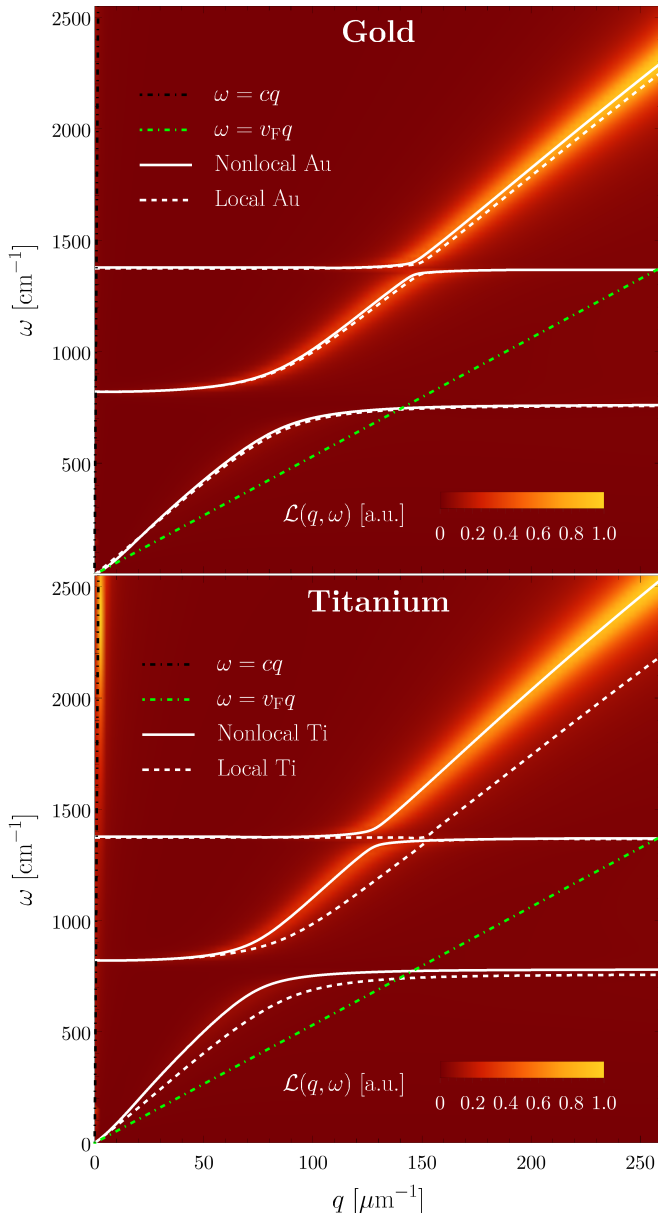 Gold
2500
2000
1500
1000
500
ω [cm⁻¹]
ω = cq
ω = v_F q
Nonlocal Au
Local Au
ℒ(q, ω) [a.u.]
0 0.2 0.4 0.6 0.8 1.0
Titanium
2500
2000
1500
1000
500
0
ω [cm⁻¹]
ω = cq
ω = v_F q
Nonlocal Ti
Local Ti
ℒ(q, ω) [a.u.]
0 0.2 0.4 0.6 0.8 1.0
0 50 100 150 200 250
q [μm⁻¹]